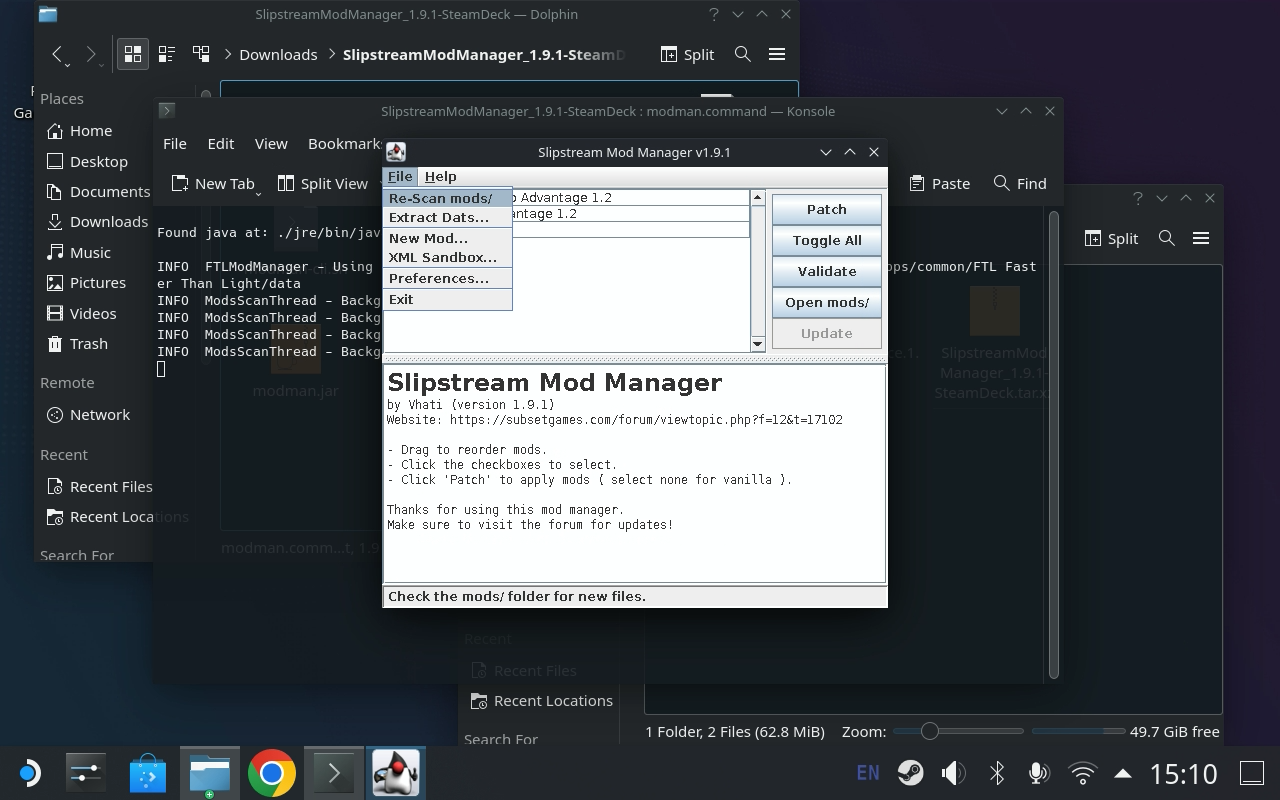 SlipstreamModManager_1.9.1-SteamDeck — Dolphin
Downloads
SlipstreamModManager_1.9.1-SteamD
Split
Places
Home
Desktop
Documents
Downloads
Music
Pictures
Videos
Trash
Remote
Network
Recent
Recent Files
Recent Locations
Search For
Ga
SlipstreamModManager_1.9.1-SteamDeck : modman.command — Konsole
File Edit View Bookmark
New Tab
Split View
Paste
Find
Found java at: ./jre/bin/jav
INFO FTLModManager - Using
ops/common/FTL Fast
er Than Light/data
INFO ModsScanThread - Backg
INFO ModsScanThread - Backg
INFO ModsScanThread - Backg
INFO ModsScanThread - Backg
modman.jar
modman.comm...t, 1.9
SlipstreamMod
Manager_1.9.1-
SteamDeck.tar.x
Slipstream Mod Manager v1.9.1
File Help
Re-Scan mods/
Extract Dats...
New Mod...
XML Sandbox...
Preferences...
Exit
Advantage 1.2
antage 1.2
Patch
Toggle All
Validate
Open mods/
Update
Slipstream Mod Manager
by Vhati (version 1.9.1)
Website: https://subsetgames.com/forum/viewtopic.php?f=12&t=17102
- Drag to reorder mods.
- Click the checkboxes to select.
- Click 'Patch' to apply mods ( select none for vanilla ).
Thanks for using this mod manager.
Make sure to visit the forum for updates!
Check the mods/ folder for new files.
Split
Recent
Recent Files
Recent Locations
Search For
1 Folder, 2 Files (62.8 MiB)
Zoom:
49.7 GiB free
EN
15:10